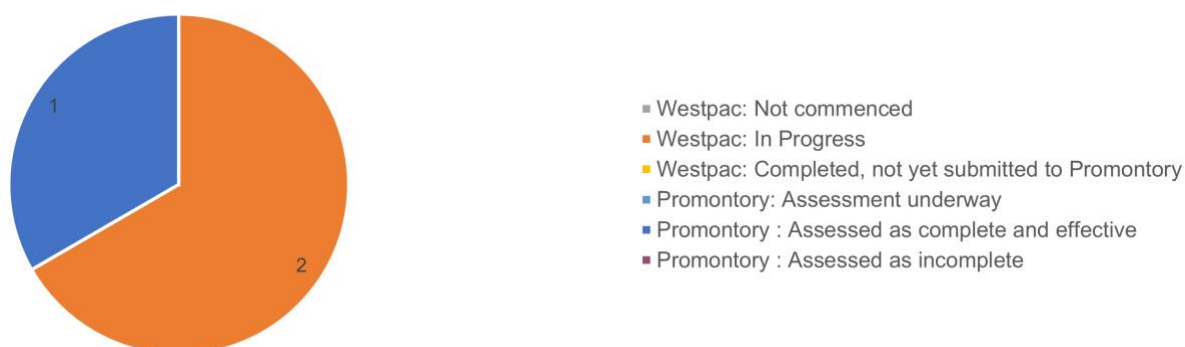 1
2
Westpac: Not commenced
Westpac: In Progress
Westpac: Completed, not yet submitted to Promontory
Promontory: Assessment underway
Promontory : Assessed as complete and effective
Promontory : Assessed as incomplete